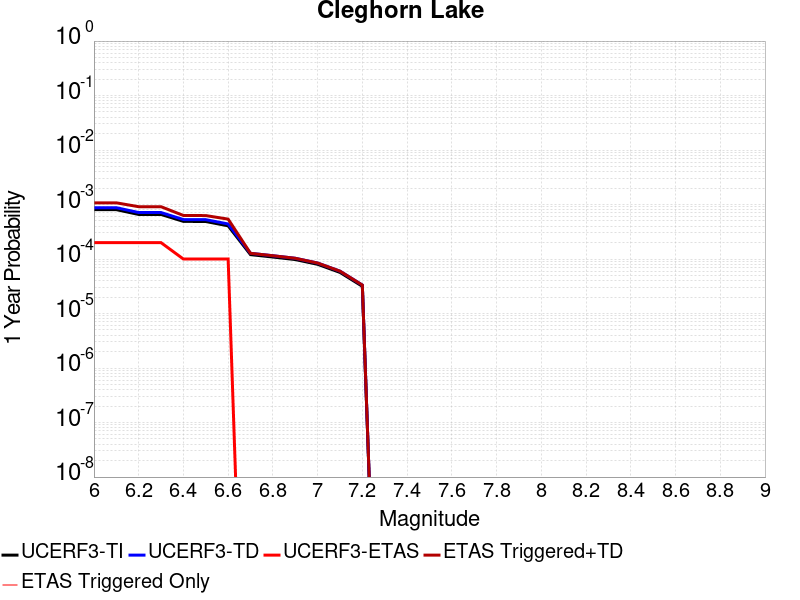 Cleghorn Lake
10^0
10^-1
10^-2
10^-3
10^-4
10^-5
10^-6
10^-7
10^-8
1 Year Probability
6 6.2 6.4 6.6 6.8 7 7.2 7.4 7.6 7.8 8 8.2 8.4 8.6 8.8 9
Magnitude
UCERF3-TI UCERF3-TD UCERF3-ETAS ETAS Triggered+TD
ETAS Triggered Only